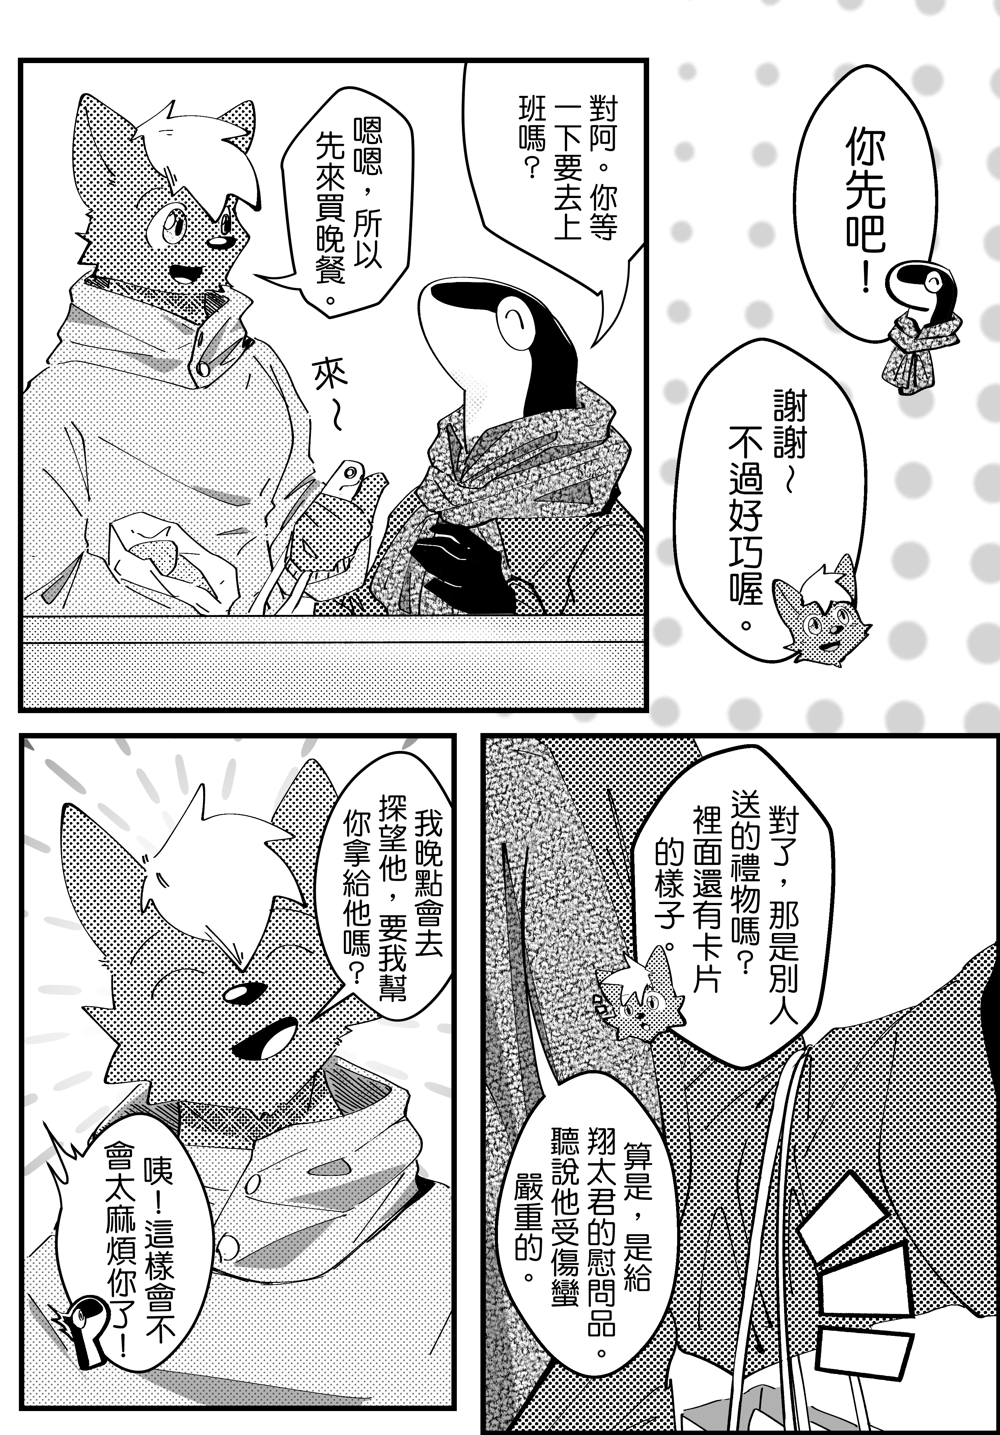 你先吧！
謝謝～
不過好巧喔。
對阿。你等
一下要去上
班嗎？
嗯嗯，所以
先來買晚餐。
來～
對了，那是別人
送的禮物嗎？
裡面還有卡片
的樣子。
算是，是給
翔太君的慰問品。
聽說他受傷蠻
嚴重的。
我晚點會去
探望他，要我幫
你拿給他嗎？
咦！這樣會不
會太麻煩你了！